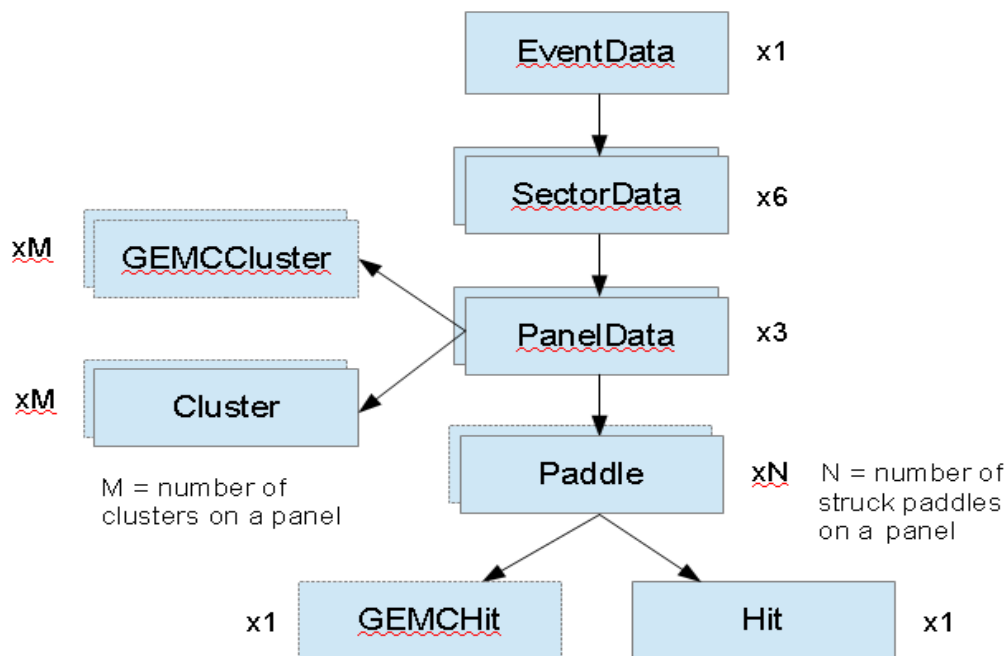 EventData
x1
SectorData
x6
xM
GEMCCluster
PanelData
x3
xM
Cluster
Paddle
xN
N = number of
struck paddles
on a panel
M = number of
clusters on a panel
x1
GEMCHit
Hit
x1